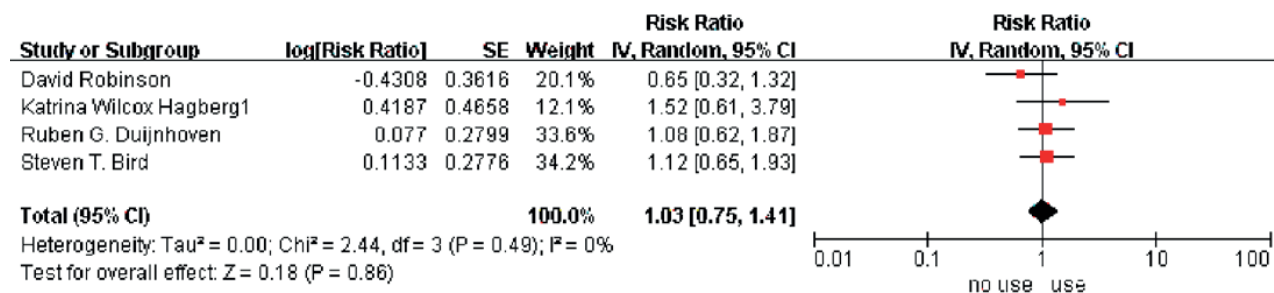 Risk Ratio Risk Ratio
Study or Subgroup log[Risk Ratio] SE Weight IV, Random, 95% CI IV, Random, 95% CI
David Robinson -0.4308 0.3616 20.1% 0.65 [0.32, 1.32]
Katrina Wilcox Hagberg1 0.4187 0.4658 12.1% 1.52 [0.61, 3.79]
Ruben G. Duijnhoven 0.077 0.2799 33.6% 1.08 [0.62, 1.87]
Steven T. Bird 0.1133 0.2776 34.2% 1.12 [0.65, 1.93]
Total (95% CI) 100.0% 1.03 [0.75, 1.41]
Heterogeneity: Tau² = 0.00; Chi² = 2.44, df = 3 (P = 0.49); I² = 0%
Test for overall effect: Z = 0.18 (P = 0.86)
0.01 0.1 1 10 100
no use use